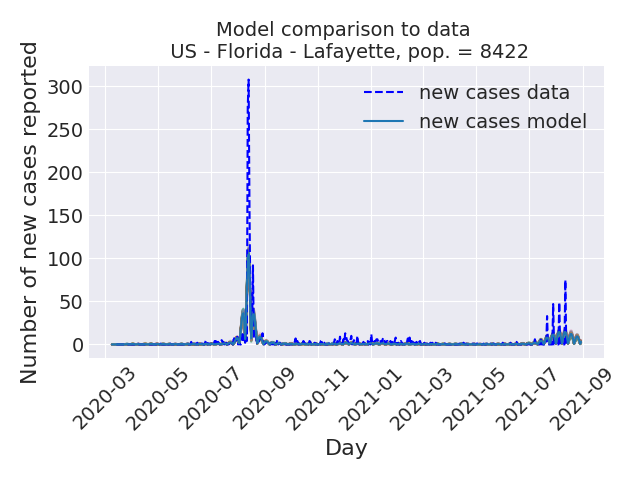 Model comparison to data
US - Florida - Lafayette, pop. = 8422
Number of new cases reported
300
250
200
150
100
50
0
new cases data
new cases model
2020-03
2020-05
2020-07
2020-09
2020-11
2021-01
2021-03
2021-05
2021-07
2021-09
Day